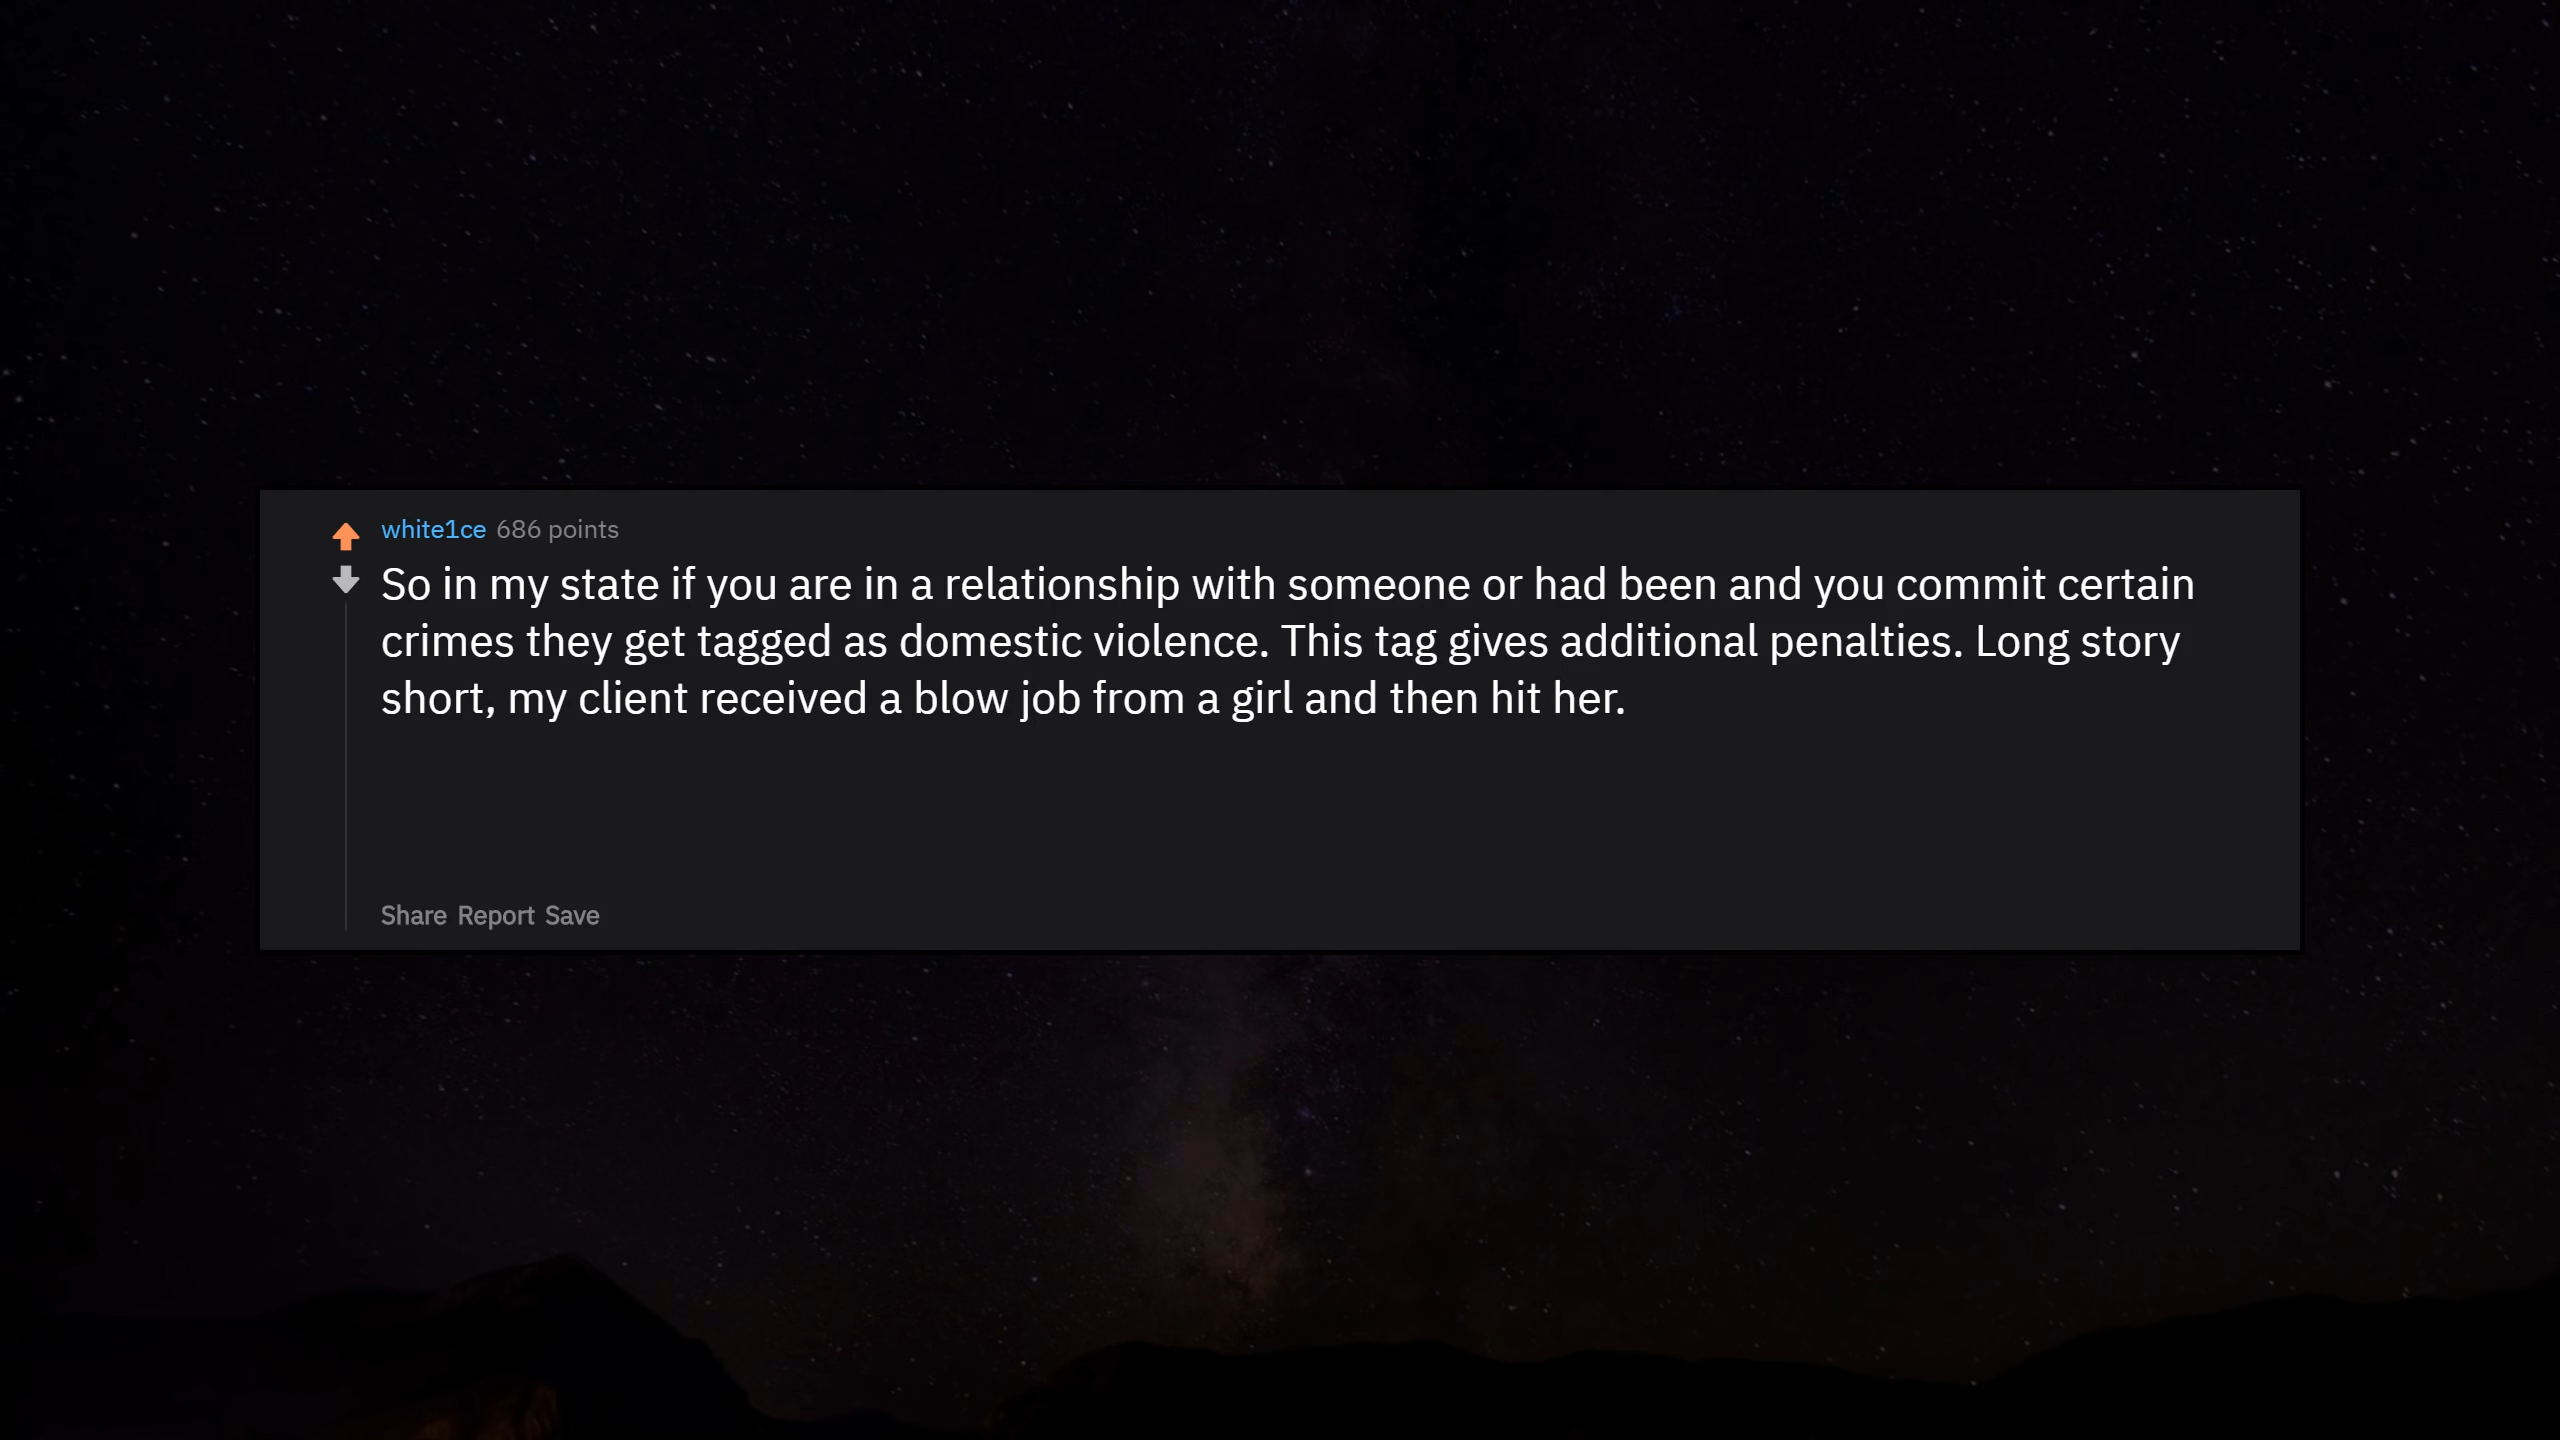 white1ce 686 points
So in my state if you are in a relationship with someone or had been and you commit certain
crimes they get tagged as domestic violence. This tag gives additional penalties. Long story
short, my client received a blow job from a girl and then hit her.
Share Report Save